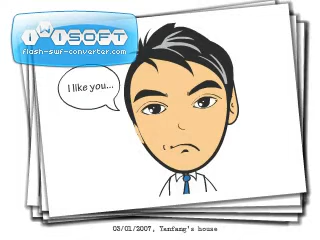 iWiSOFT
flash-swf-converter.com
I like you...
03/01/2007, Yanfang's house